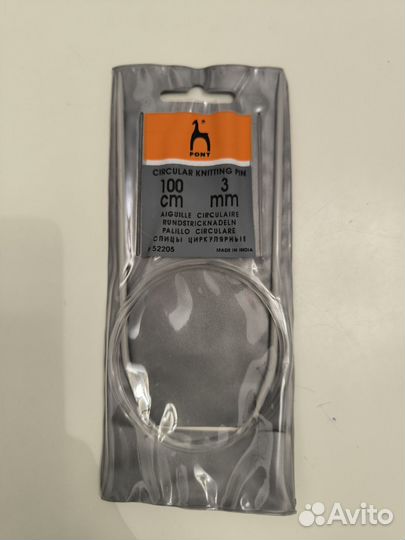 PONY
CIRCULAR KNITTING PIN
100 3
cm mm
AIGUILLE CIRCULAIRE
RUNDSTRICKNADELN
PALILLO CIRCULARE
СПИЦЫ ЦИРКУЛЯРНЫЕ
52205 MADE IN INDIA
Avito